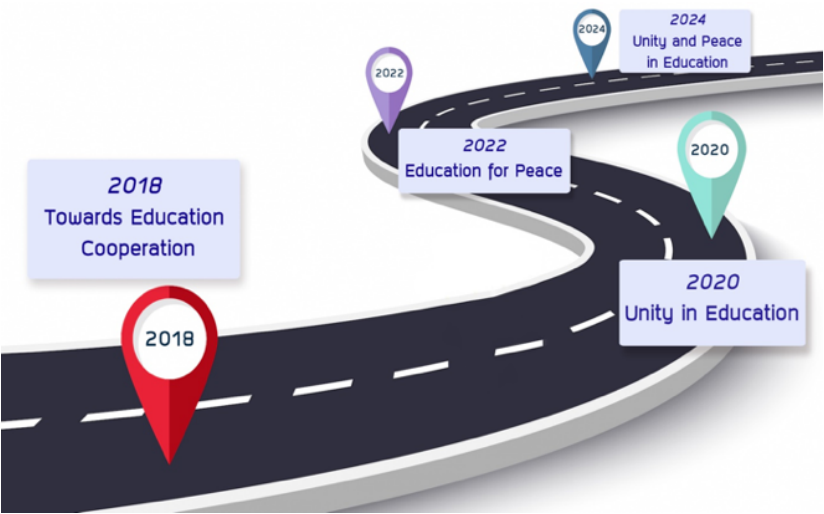 2018
Towards Education
Cooperation
2018
2020
2020
Unity in Education
2022
2022
Education for Peace
2024
2024
Unity and Peace
in Education